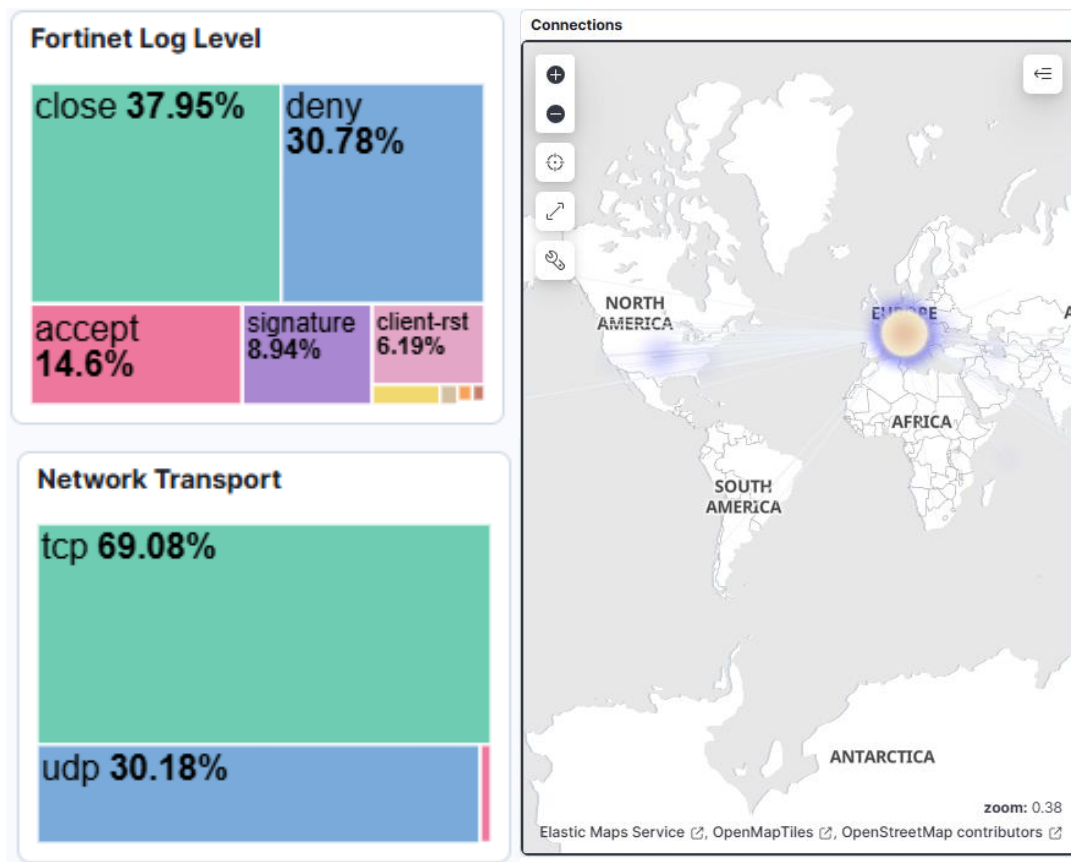 Fortinet Log Level
close 37.95%
deny
30.78%
accept
14.6%
signature
8.94%
client-rst
6.19%
Network Transport
tcp 69.08%
udp 30.18%
Connections
NORTH
AMERICA
EUROPE
A
AFRICA
SOUTH
AMERICA
ANTARCTICA
zoom: 0.38
Elastic Maps Service, OpenMapTiles, OpenStreetMap contributors